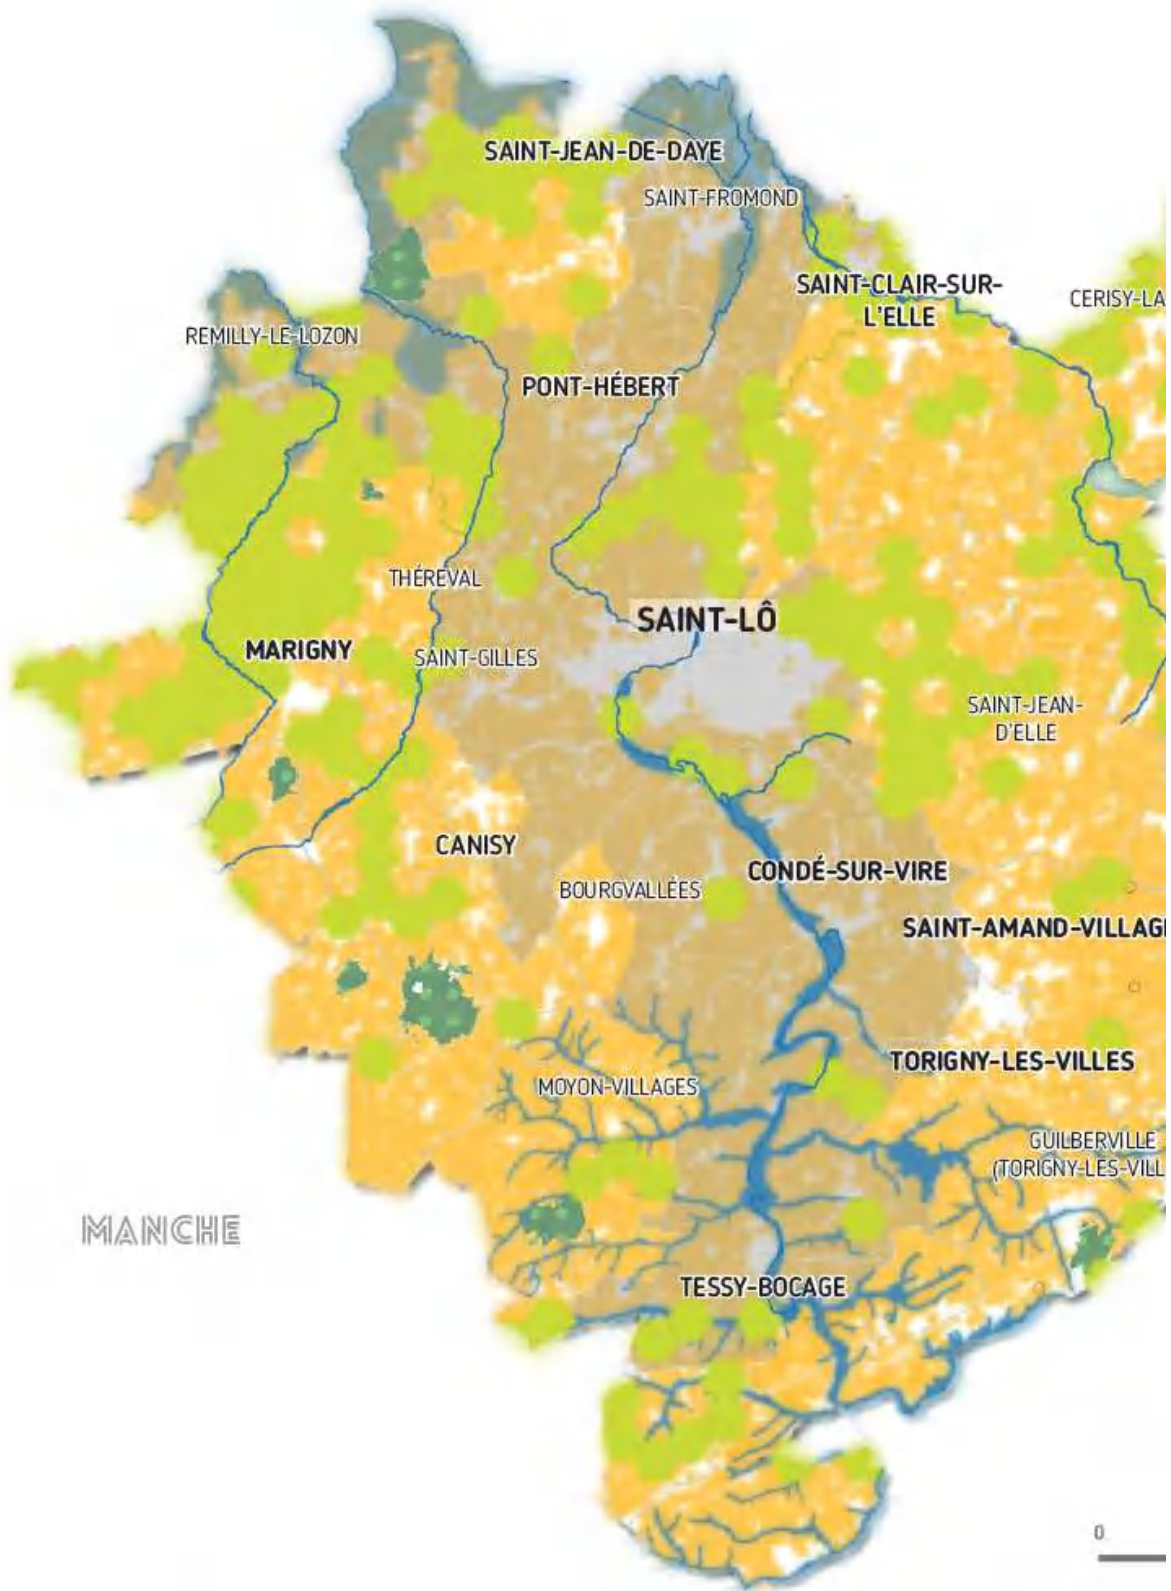 SAINT-JEAN-DE-DAYE
SAINT-FROMOND
SAINT-CLAIR-SUR-
L'ELLE
CERISY-LA
REMILLY-LE-LOZON
PONT-HÉBERT
THÉREVAL
SAINT-LÔ
MARIGNY
SAINT-GILLES
SAINT-JEAN-
D'ELLE
CANISY
CONDÉ-SUR-VIRE
BOURGVALLÉES
SAINT-AMAND-VILLAGE
TORIGNY-LES-VILLES
MOYON-VILLAGES
GUILBERVILLE
(TORIGNY-LES-VILL
MANCHE
TESSY-BOCAGE
0